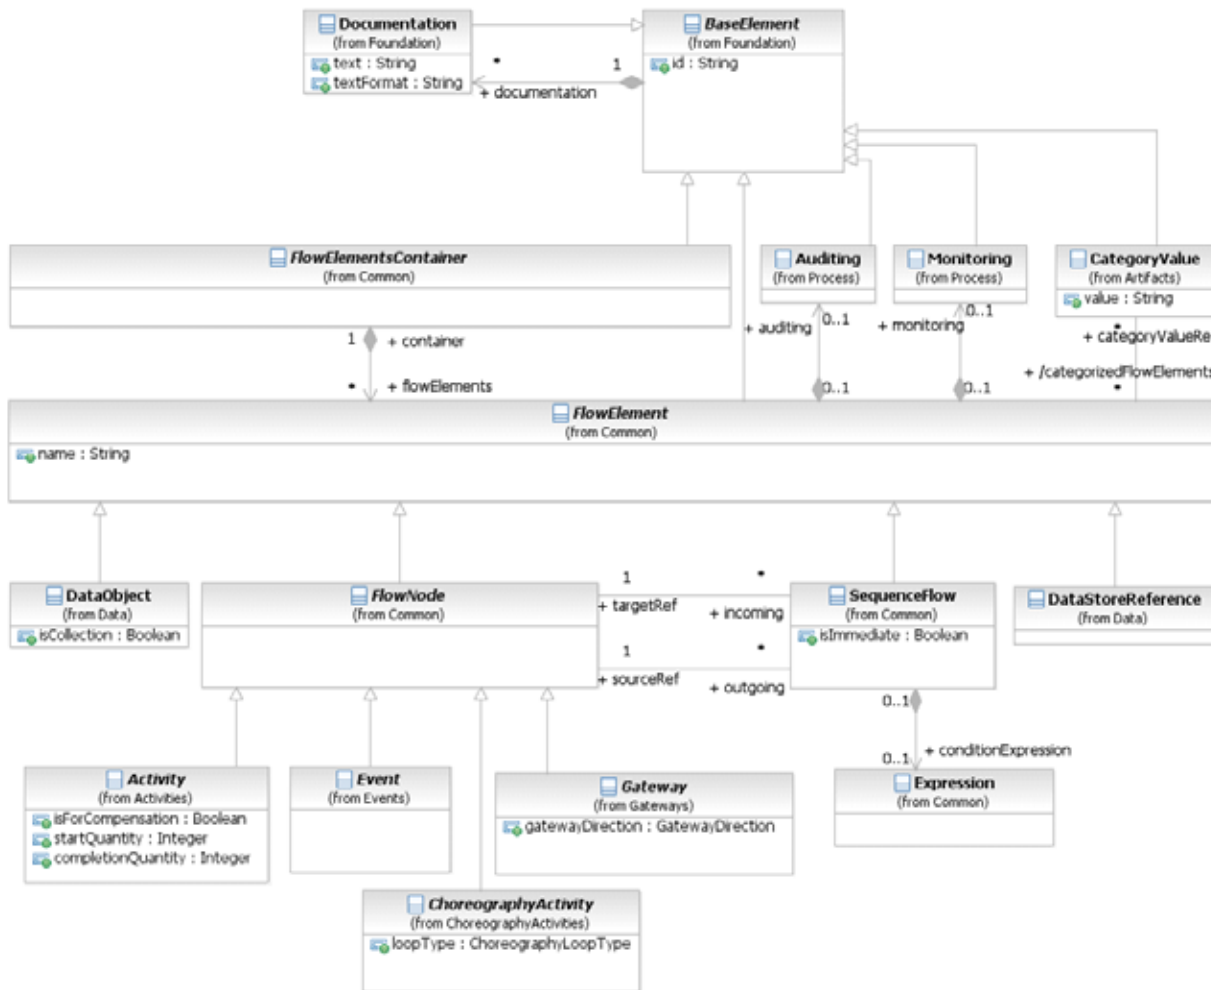 Documentation
(from Foundation)
text : String
textFormat : String
*
1
+ documentation
BaseElement
(from Foundation)
id : String
FlowElementsContainer
(from Common)
Auditing
(from Process)
Monitoring
(from Process)
CategoryValue
(from Artifacts)
value : String
1
+ container
*
+ flowElements
+ auditing
0..1
0..1
+ monitoring
0..1
0..1
*
+ categoryValueRe
+ /categorizedFlowElements
*
FlowElement
(from Common)
name : String
DataObject
(from Data)
isCollection : Boolean
FlowNode
(from Common)
1
+ targetRef
*
+ incoming
1
+ sourceRef
*
+ outgoing
SequenceFlow
(from Common)
isImmediate : Boolean
DataStoreReference
(from Data)
0..1
0..1
+ conditionExpression
Activity
(from Activities)
isForCompensation : Boolean
startQuantity : Integer
completionQuantity : Integer
Event
(from Events)
Gateway
(from Gateways)
gatewayDirection : GatewayDirection
Expression
(from Common)
ChoreographyActivity
(from ChoreographyActivities)
loopType : ChoreographyLoopType